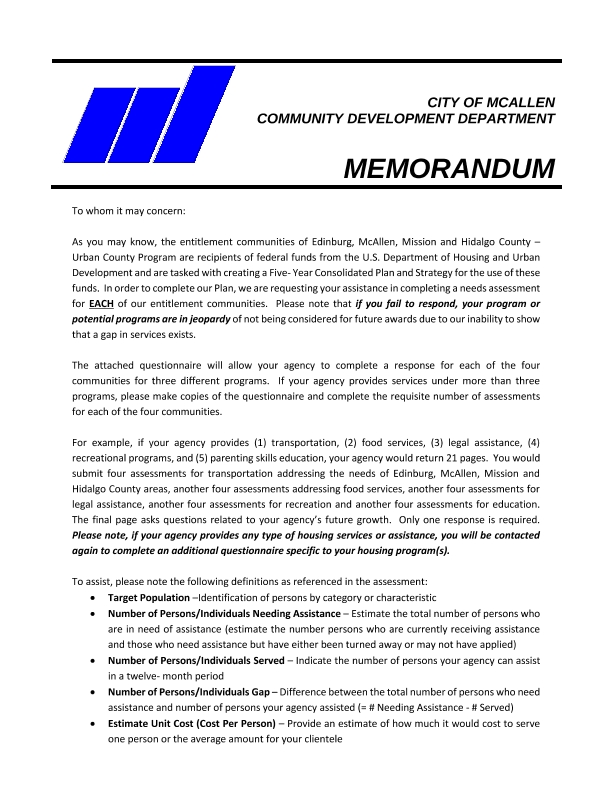 CITY OF MCALLEN
COMMUNITY DEVELOPMENT DEPARTMENT
MEMORANDUM
To whom it may concern:
As you may know, the entitlement communities of Edinburg, McAllen, Mission and Hidalgo County –
Urban County Program are recipients of federal funds from the U.S. Department of Housing and Urban
Development and are tasked with creating a Five- Year Consolidated Plan and Strategy for the use of these
funds. In order to complete our Plan, we are requesting your assistance in completing a needs assessment
for EACH of our entitlement communities. Please note that if you fail to respond, your program or
potential programs are in jeopardy of not being considered for future awards due to our inability to show
that a gap in services exists.
The attached questionnaire will allow your agency to complete a response for each of the four
communities for three different programs. If your agency provides services under more than three
programs, please make copies of the questionnaire and complete the requisite number of assessments
for each of the four communities.
For example, if your agency provides (1) transportation, (2) food services, (3) legal assistance, (4)
recreational programs, and (5) parenting skills education, your agency would return 21 pages. You would
submit four assessments for transportation addressing the needs of Edinburg, McAllen, Mission and
Hidalgo County areas, another four assessments addressing food services, another four assessments for
legal assistance, another four assessments for recreation and another four assessments for education.
The final page asks questions related to your agency's future growth. Only one response is required.
Please note, if your agency provides any type of housing services or assistance, you will be contacted
again to complete an additional questionnaire specific to your housing program(s).
To assist, please note the following definitions as referenced in the assessment:
• Target Population –Identification of persons by category or characteristic
• Number of Persons/Individuals Needing Assistance – Estimate the total number of persons who
are in need of assistance (estimate the number persons who are currently receiving assistance
and those who need assistance but have either been turned away or may not have applied)
• Number of Persons/Individuals Served – Indicate the number of persons your agency can assist
in a twelve- month period
• Number of Persons/Individuals Gap – Difference between the total number of persons who need
assistance and number of persons your agency assisted (= # Needing Assistance - # Served)
• Estimate Unit Cost (Cost Per Person) – Provide an estimate of how much it would cost to serve
one person or the average amount for your clientele